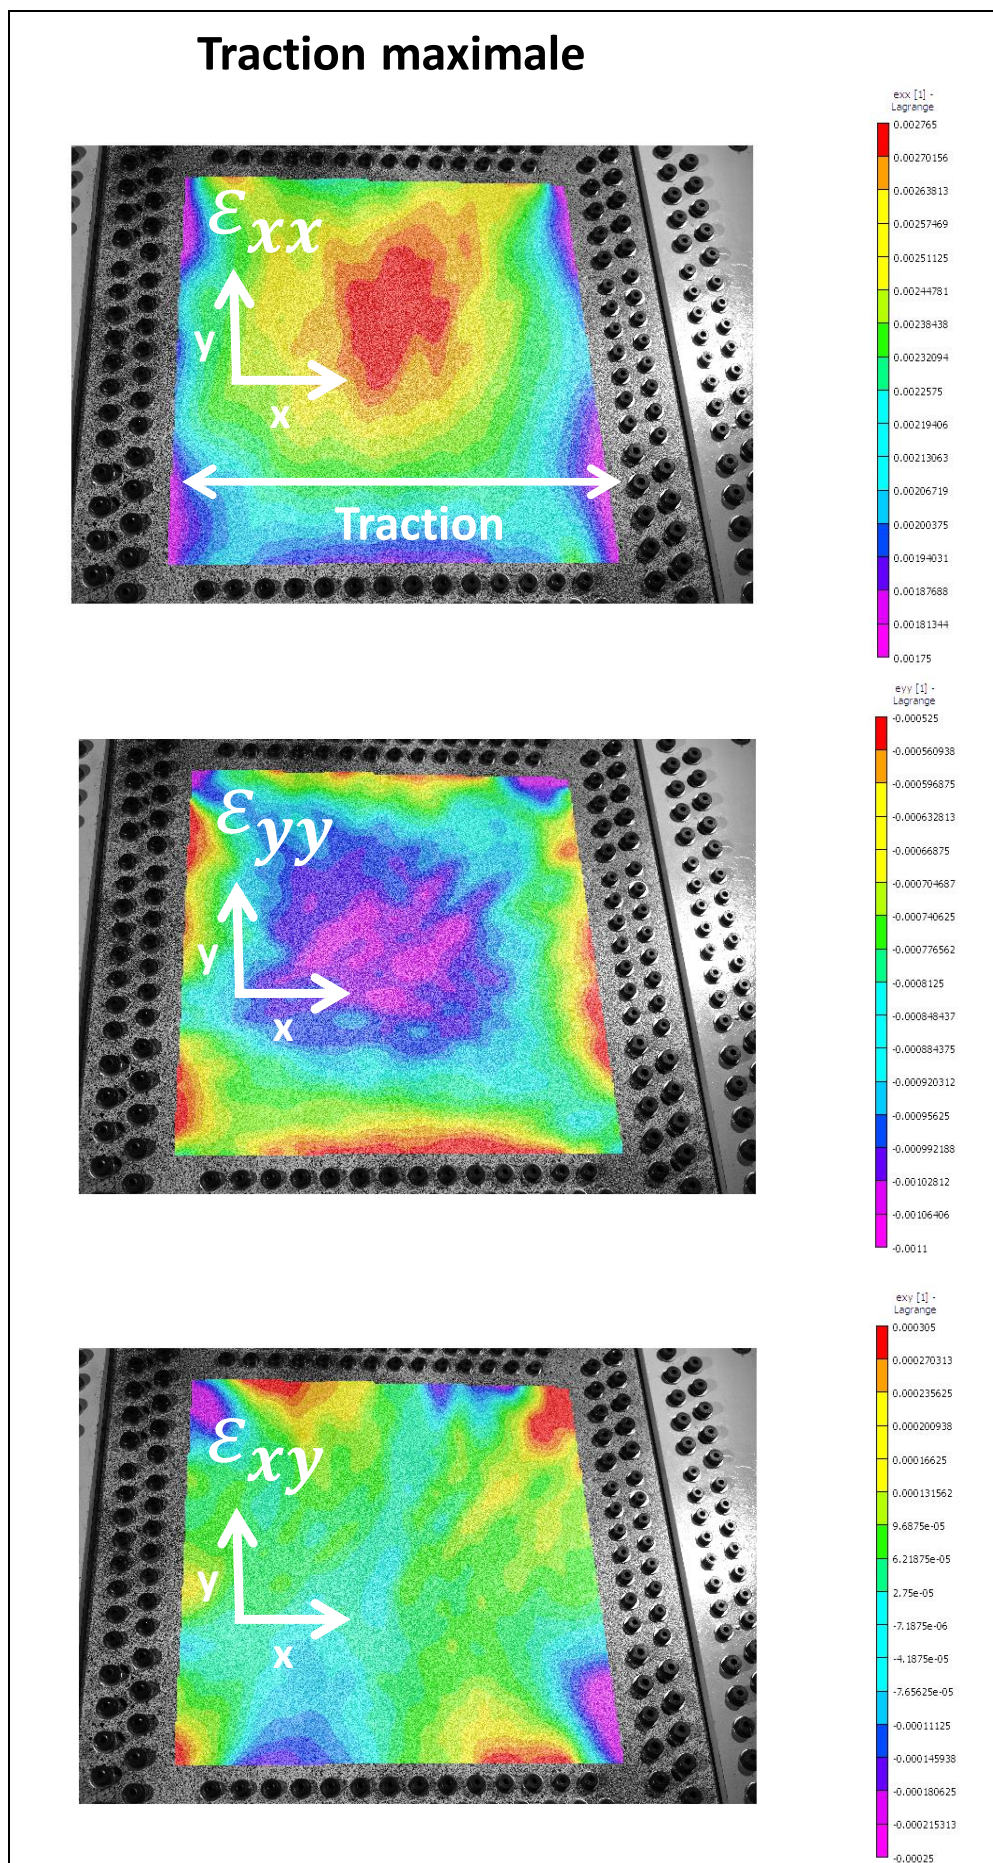 Traction maximale
exx [1] -
Lagrange
0.002765
0.00270156
0.00263813
0.00257469
0.00251125
0.00244781
0.00238438
0.00232094
0.0022575
0.00219406
0.00213063
0.00206719
0.00200375
0.00194031
0.00187688
0.00181344
0.00175
εxx
y
x
Traction
eyy [1] -
Lagrange
-0.000525
-0.000560938
-0.000596875
-0.000632813
-0.00066875
-0.000704687
-0.000740625
-0.000776562
-0.0008125
-0.000848437
-0.000884375
-0.000920312
-0.00095625
-0.000992188
-0.00102812
-0.00106406
-0.0011
εyy
y
x
exy [1] -
Lagrange
0.000305
0.000270313
0.000235625
0.000200938
0.00016625
0.000131562
9.6875e-05
6.21875e-05
2.75e-05
-7.1875e-06
-4.1875e-05
-7.65625e-05
-0.00011125
-0.000145938
-0.000180625
-0.000215313
-0.00025
εxy
y
x